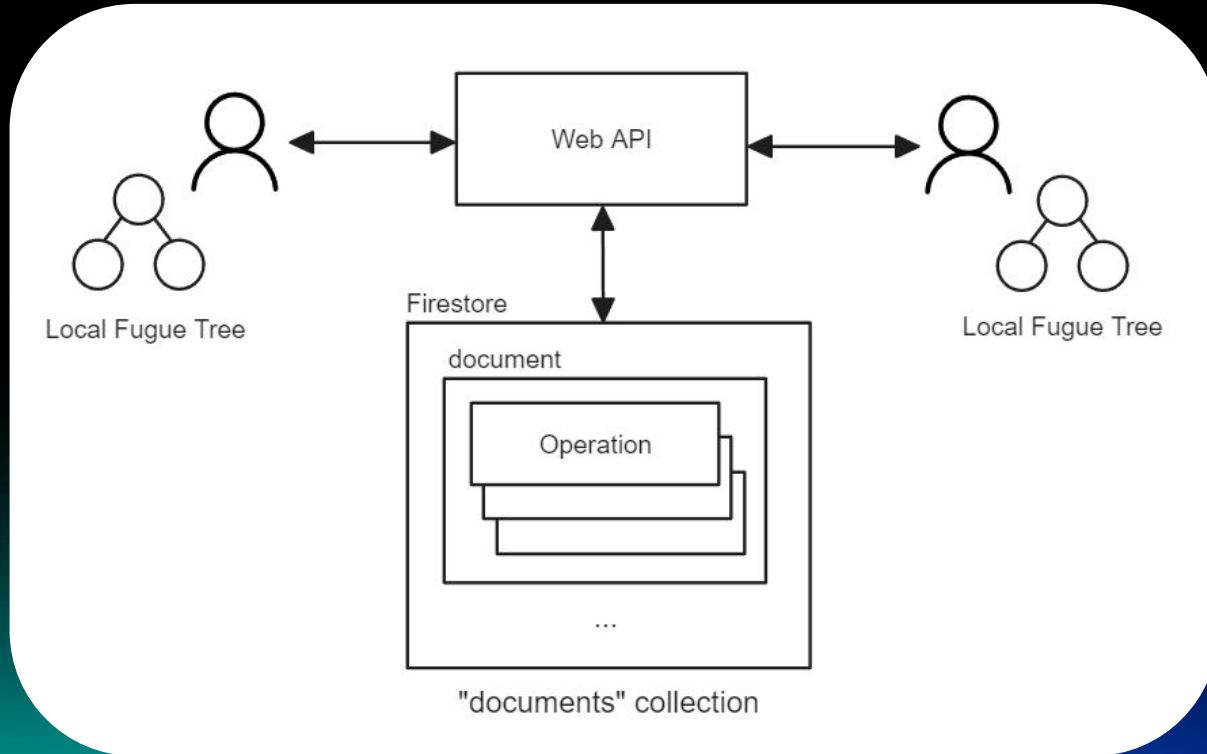 Web API
Firestore
Local Fugue Tree
Local Fugue Tree
document
Operation
...
"documents" collection